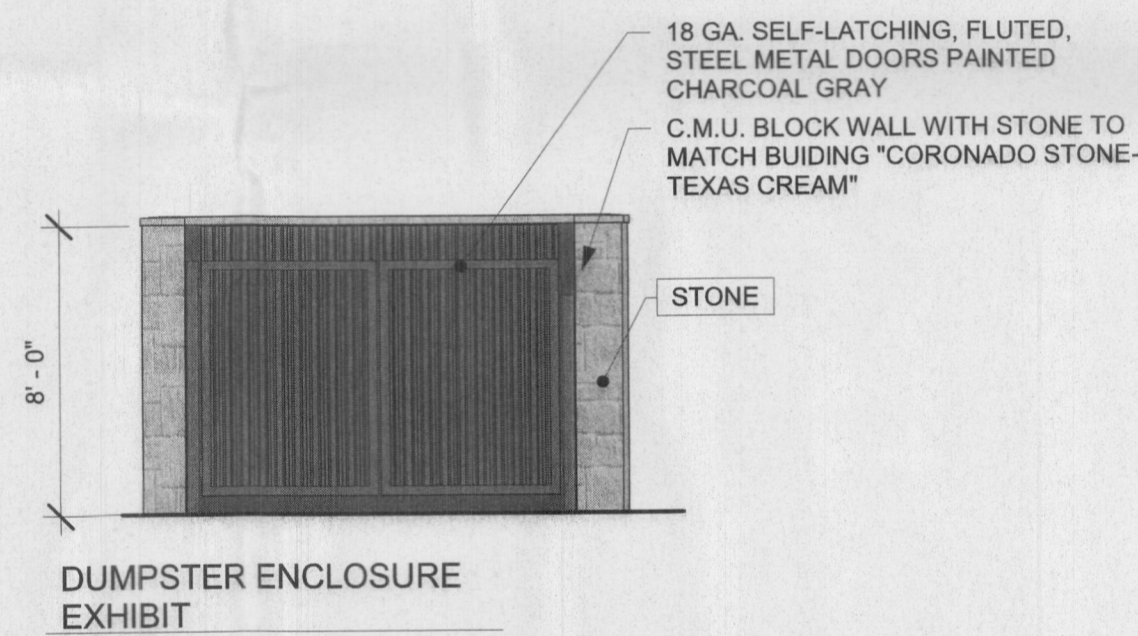 18 GA. SELF-LATCHING, FLUTED,
STEEL METAL DOORS PAINTED
CHARCOAL GRAY
C.M.U. BLOCK WALL WITH STONE TO
MATCH BUIDING "CORONADO STONE-
TEXAS CREAM"
STONE
8' - 0"
DUMPSTER ENCLOSURE
EXHIBIT